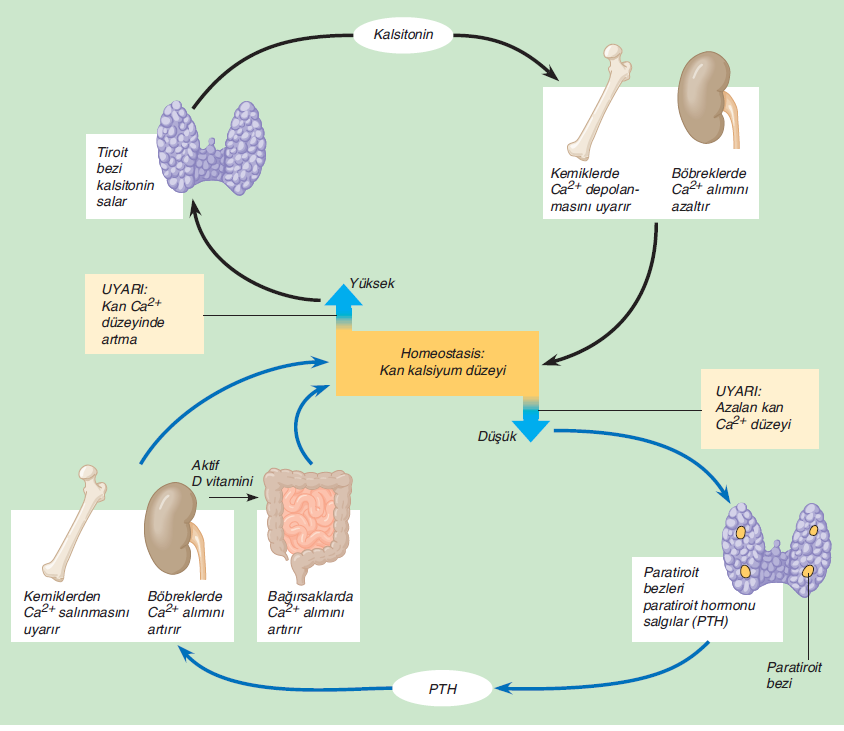 Kalsitonin
Tiroit
bezi
kalsitonin
salar
Kemiklerde
Ca2+ depolan-
masını uyarır
Böbreklerde
Ca2+ alımını
azaltır
UYARI:
Kan Ca2+
düzeyinde
artma
Yüksek
Homeostasis:
Kan kalsiyum düzeyi
Düşük
UYARI:
Azalan kan
Ca2+ düzeyi
Aktif
D vitamini
Kemiklerden
Ca2+ salınmasını
uyarır
Böbreklerde
Ca2+ alımını
artırır
Bağırsaklarda
Ca2+ alımını
artırır
Paratiroit
bezleri
paratiroit hormonu
salgılar (PTH)
Paratiroit
bezi
PTH